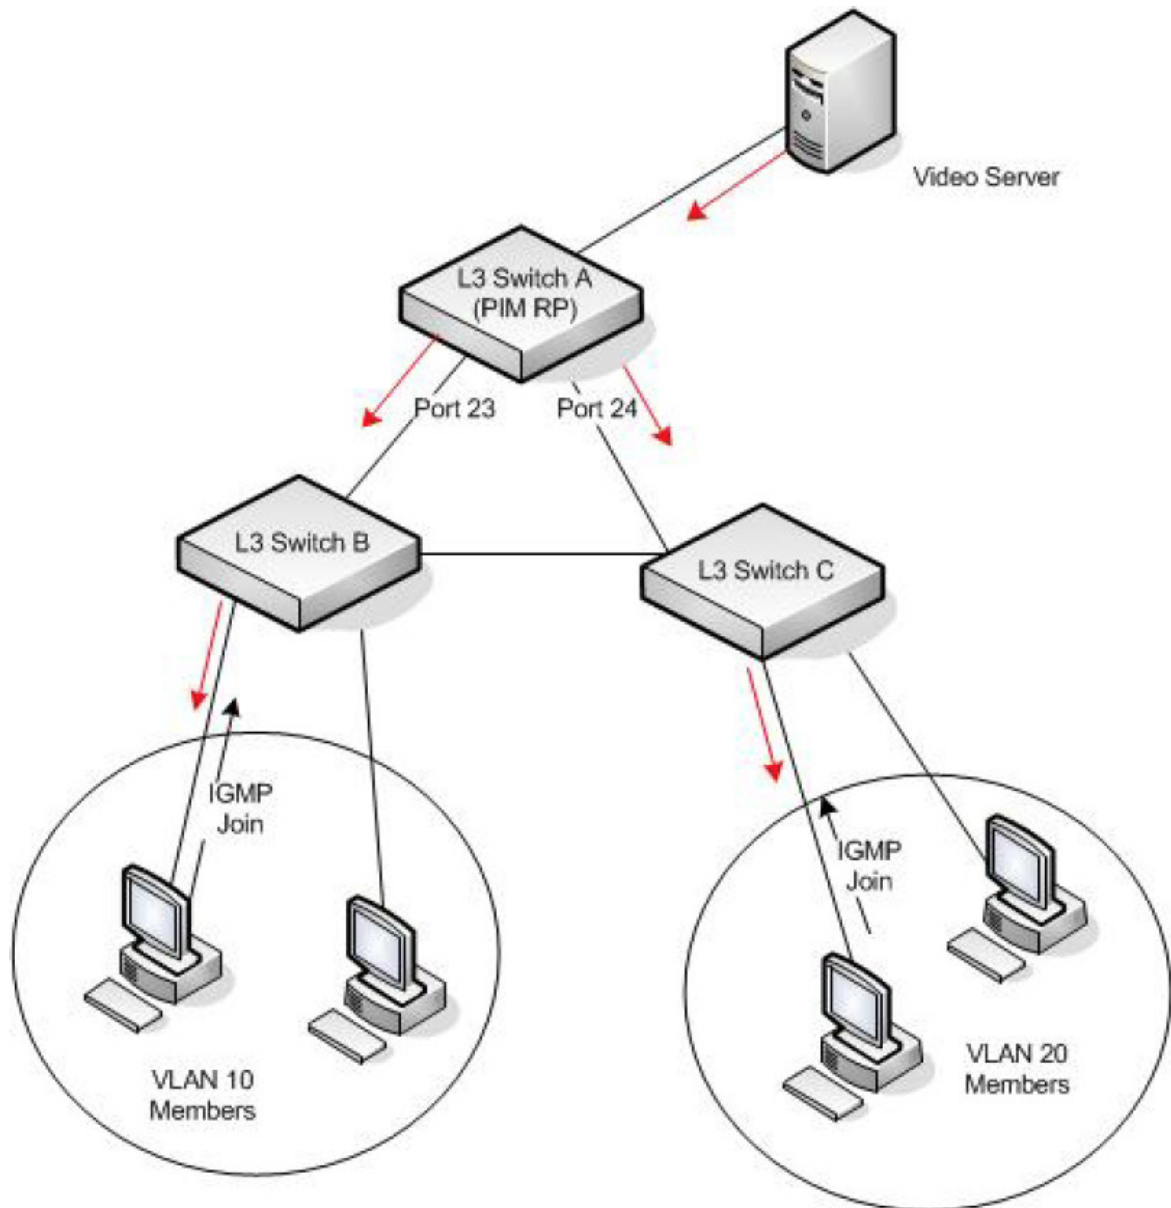 Video Server
L3 Switch A
(PIM RP)
Port 23
Port 24
L3 Switch B
L3 Switch C
IGMP
Join
IGMP
Join
VLAN 10
Members
VLAN 20
Members